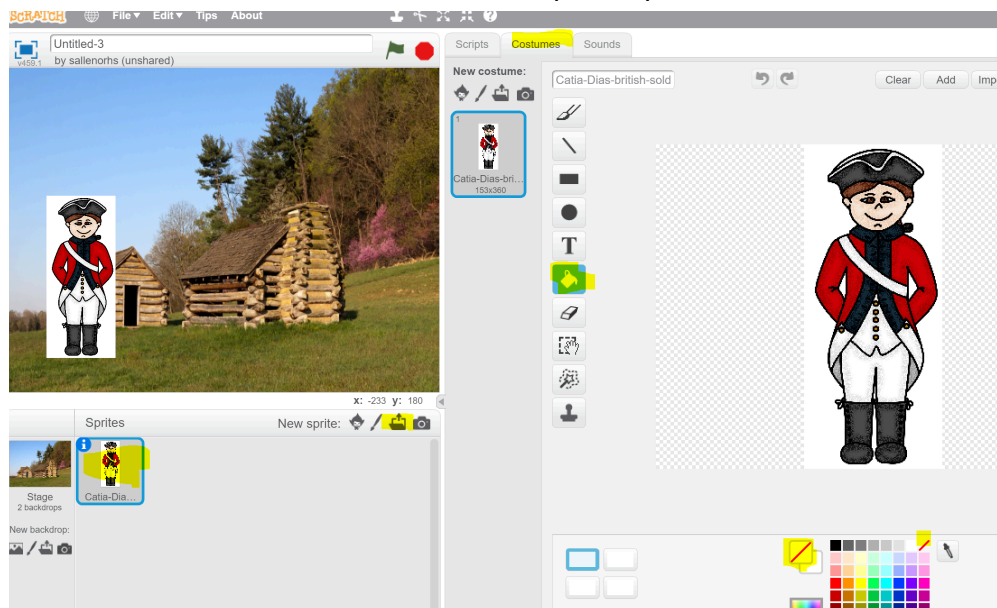 SCRATCH File▼ Edit▼ Tips About
Untitled-3
v459.1 by sallenorhs (unshared)
Scripts Costumes Sounds
New costume:
Catia-Dias-british-sold
Clear Add Imp
1
Catia-Dias-bri...
153x360
T
x: -233 y: 180
Sprites New sprite:
Catia-Dia...
Stage
2 backdrops
New backdrop: